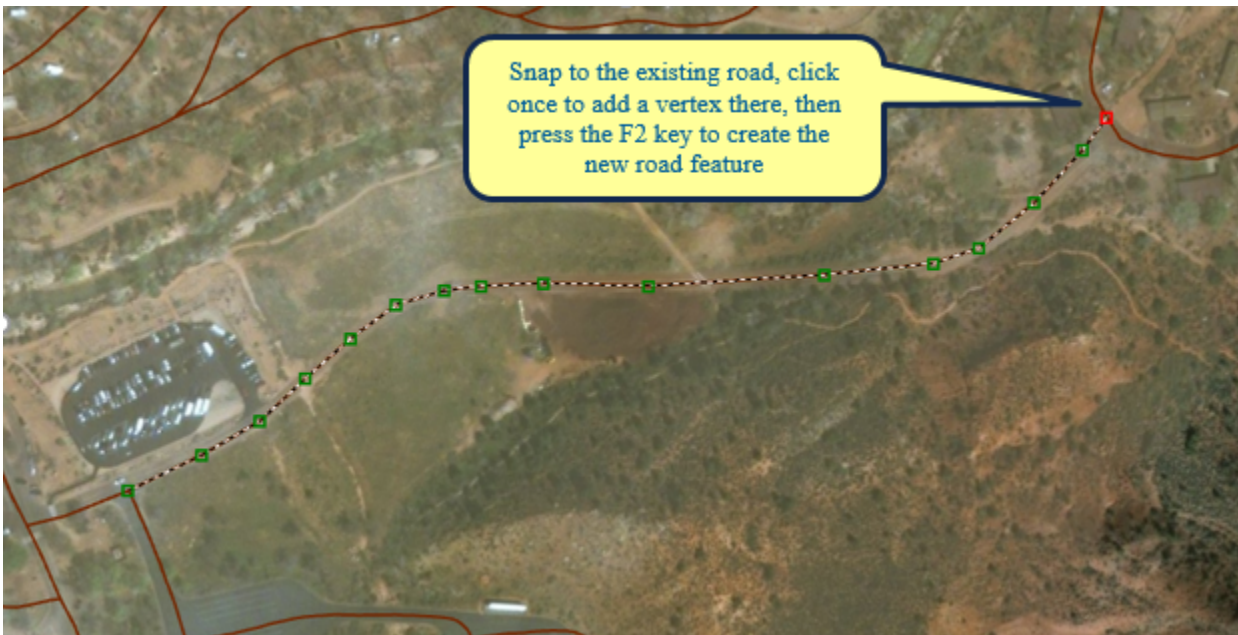 Snap to the existing road, click
once to add a vertex there, then
press the F2 key to create the
new road feature